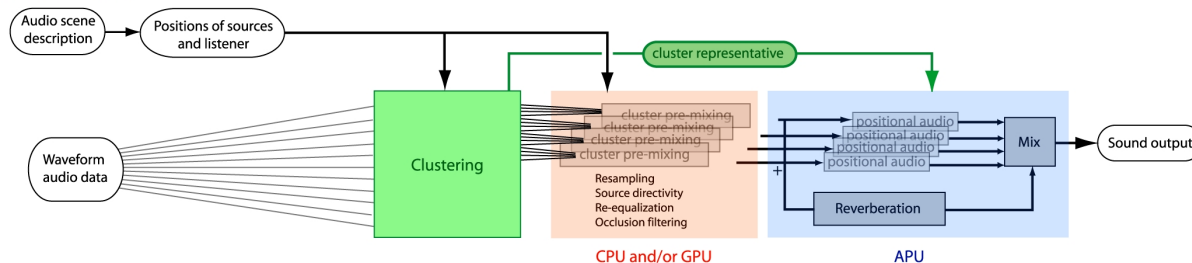 Audio scene
description
Positions of sources
and listener
cluster representative
Waveform
audio data
Clustering
cluster pre-mixing
cluster pre-mixing
cluster pre-mixing
cluster pre-mixing
Resampling
Source directivity
Re-equalization
Occlusion filtering
CPU and/or GPU
positional audio
positional audio
positional audio
positional audio
+
Reverberation
Mix
APU
Sound output